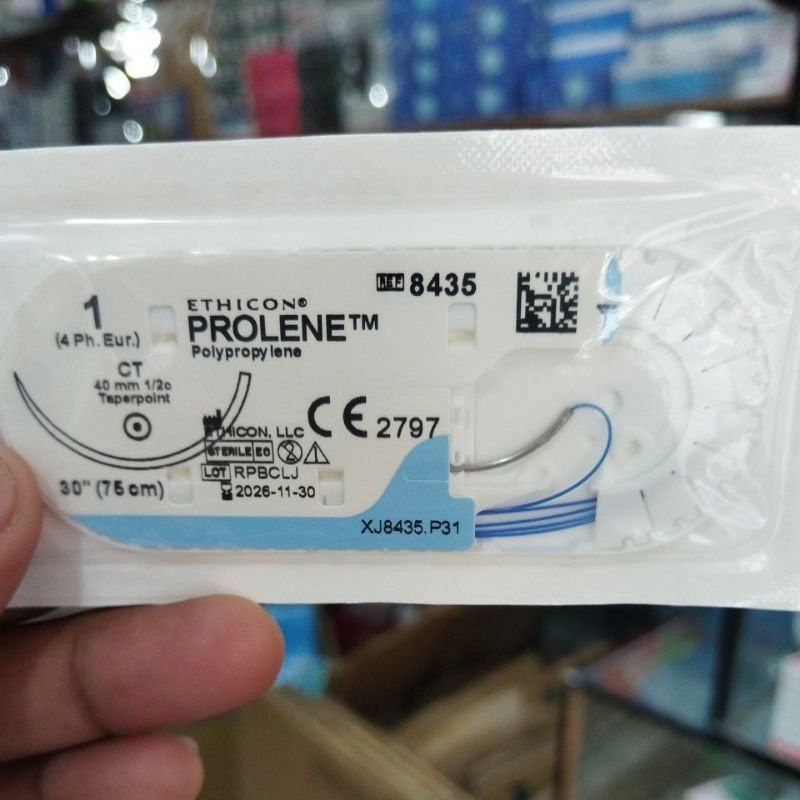 1
(4 Ph. Eur.)
CT
40 mm 1/2c
Taperpoint
30" (75 cm)
ETHICON®
PROLENE™
Polypropylene
REF 8435
ETHICON, LLC
CE 2797
STERILE EO
LOT RPBCLJ
2026-11-30
XJ8435.P31